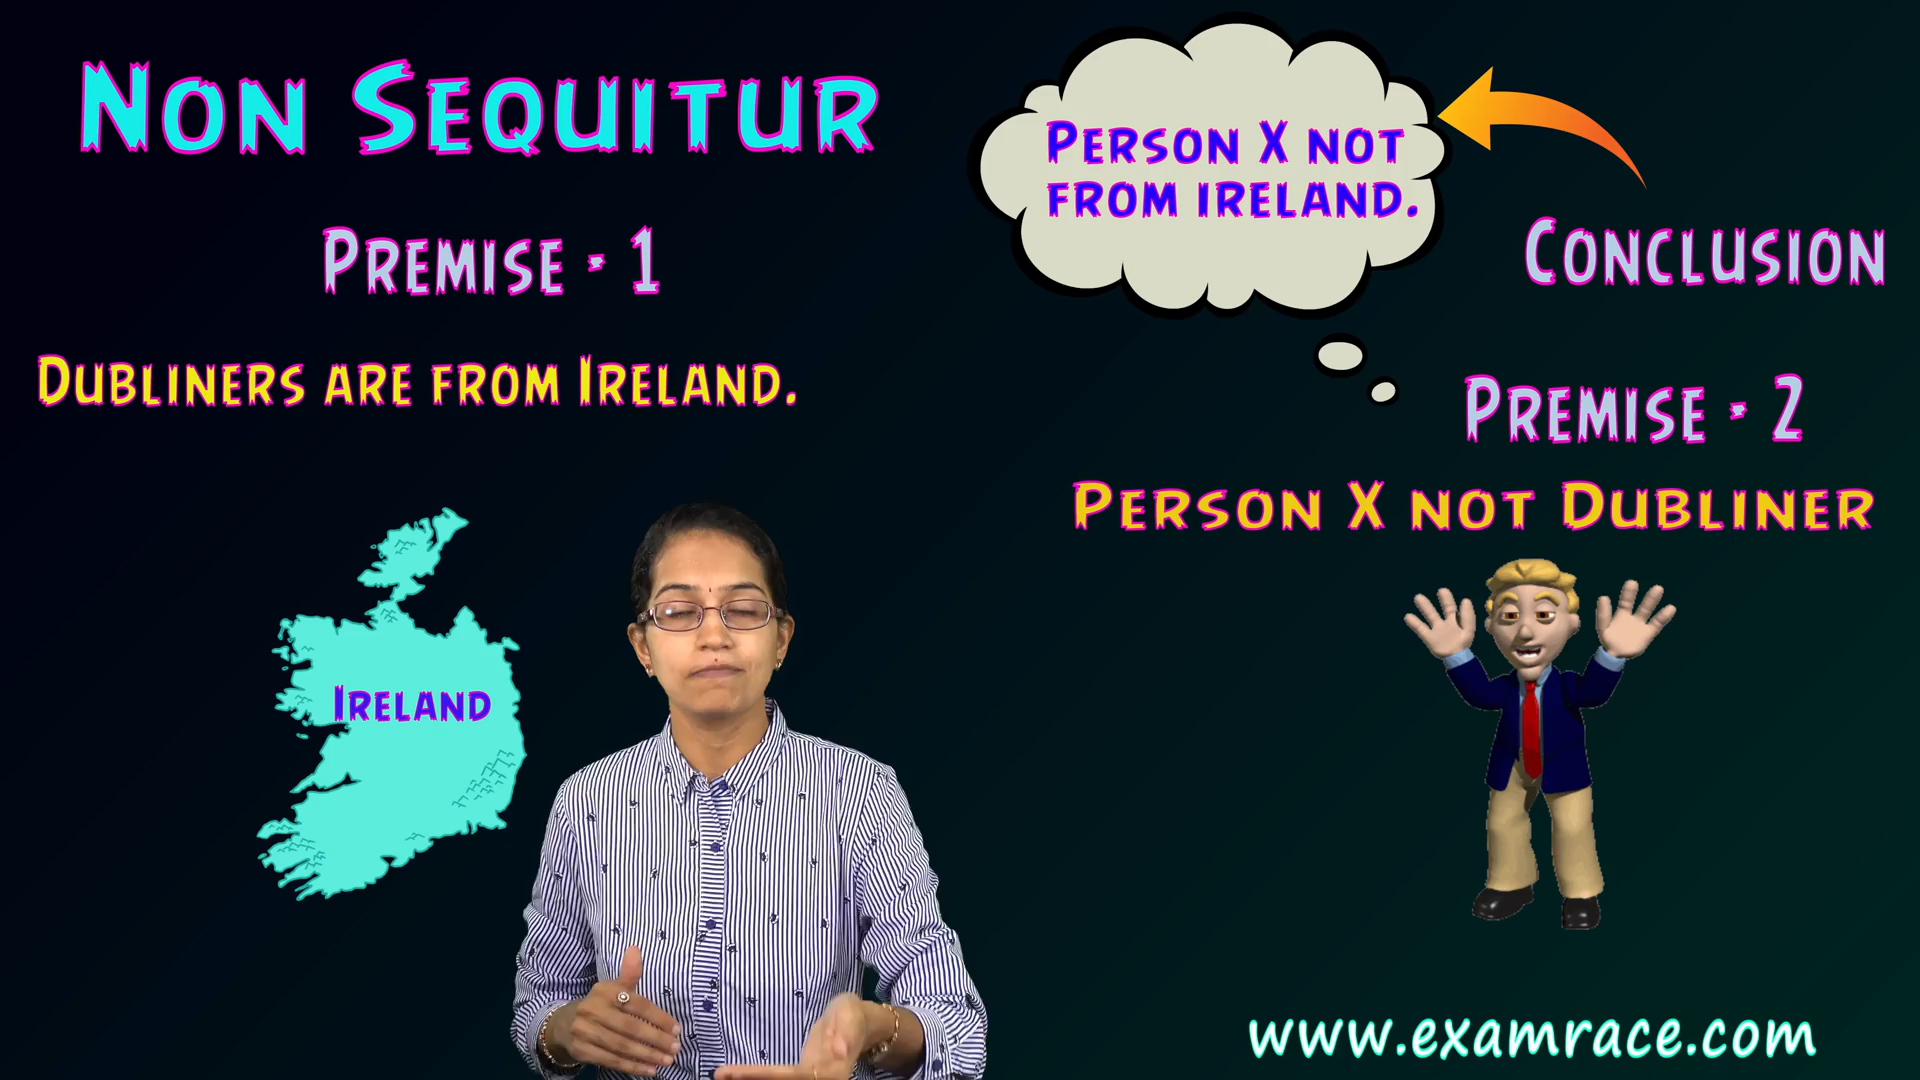 Non Sequitur
Premise - 1
Dubliners are from Ireland.
Ireland
Person X not
from Ireland.
Conclusion
Premise - 2
Person X not Dubliner
www.examrace.com